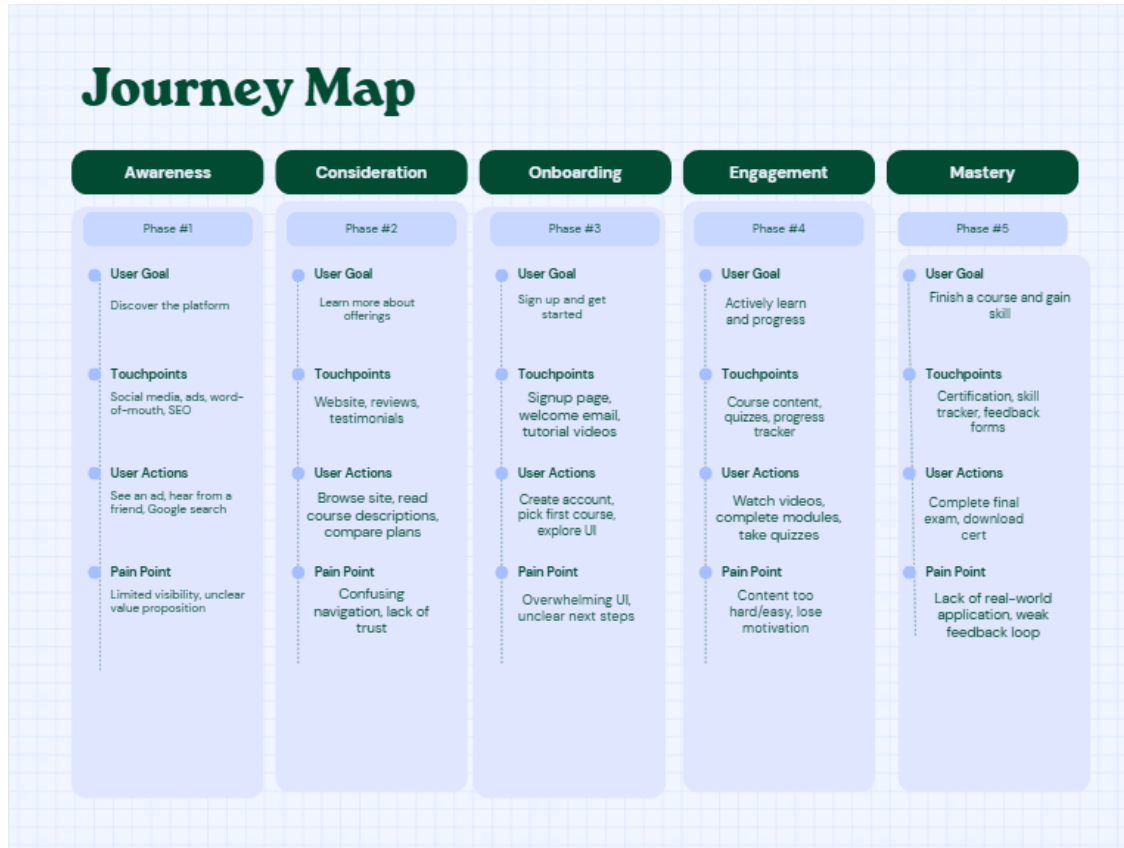 Journey Map
Awareness
Consideration
Onboarding
Engagement
Mastery
Phase #1
Phase #2
Phase #3
Phase #4
Phase #5
User Goal
Discover the platform
Touchpoints
Social media, ads, word-
of-mouth, SEO
User Actions
See an ad, hear from a
friend, Google search
Pain Point
Limited visibility, unclear
value proposition
User Goal
Learn more about
offerings
Touchpoints
Website, reviews,
testimonials
User Actions
Browse site, read
course descriptions,
compare plans
Pain Point
Confusing
navigation, lack of
trust
User Goal
Sign up and get
started
Touchpoints
Signup page,
welcome email,
tutorial videos
User Actions
Create account,
pick first course,
explore UI
Pain Point
Overwhelming UI,
unclear next steps
User Goal
Actively learn
and progress
Touchpoints
Course content,
quizzes, progress
tracker
User Actions
Watch videos,
complete modules,
take quizzes
Pain Point
Content too
hard/easy, lose
motivation
User Goal
Finish a course and gain
skill
Touchpoints
Certification, skill
tracker, feedback
forms
User Actions
Complete final
exam, download
cert
Pain Point
Lack of real-world
application, weak
feedback loop